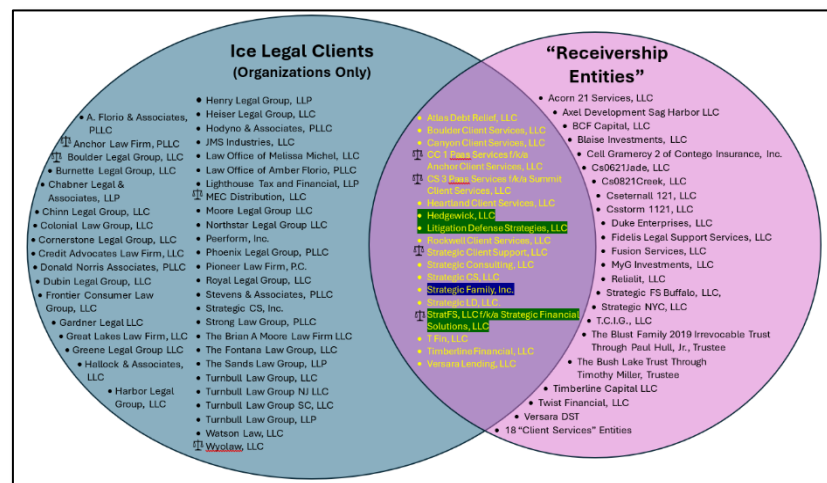 Ice Legal Clients
(Organizations Only)
• A. Florio & Associates,
PLLC
Anchor Law Firm, PLLC
Boulder Legal Group, LLC
• Burnette Legal Group, LLC
• Chabner Legal &
Associates, LLP
• Chinn Legal Group, LLC
• Colonial Law Group, LLC
• Cornerstone Legal Group, LLC
• Credit Advocates Law Firm, LLC
• Donald Norris Associates, PLLC
• Dubin Legal Group, LLC
• Frontier Consumer Law
Group, LLC
• Gardner Legal LLC
• Great Lakes Law Firm, LLC
• Greene Legal Group LLC
• Hallock & Associates,
LLC
• Harbor Legal
Group, LLC
• Henry Legal Group, LLP
• Heiser Legal Group, LLC
• Hodyno & Associates, PLLC
• JMS Industries, LLC
• Law Office of Melissa Michel, LLC
• Law Office of Amber Florio, PLLC
• Lighthouse Tax and Financial, LLP
MEC Distribution, LLC
• Moore Legal Group, LLC
• Northstar Legal Group, LLC
• Peerform, Inc.
• Phoenix Legal Group, PLLC
• Pioneer Law Firm, P.C.
• Royal Legal Group, LLC
• Stevens & Associates, PLLC
• Strategic CS, Inc.
• Strong Law Group, PLLC
• The Brian A Moore Law Firm LLC
• The Fontana Law Group, LLC
• The Sands Law Group, LLP
• Turnbull Law Group, LLC
• Turnbull Law Group NJ LLC
• Turnbull Law Group SC, LLC
• Turnbull Law Group, LLP
• Watson Law, LLC
Wyolaw, LLC
• Atlas Debt Relief, LLC
• Boulder Client Services, LLC
• Canyon Client Services, LLC
CC 1 Pass Services f/k/a
Anchor Client Services, LLC
CS 3 Pass Services f/k/a Summit
Client Services, LLC
• Heartland Client Services, LLC
• Hedgewick, LLC
• Litigation Defense Strategies, LLC
• Rockwell Client Services, LLC
Strategic Client Support, LLC
• Strategic Consulting, LLC
• Strategic CS, LLC
• Strategic Family, Inc.
• Strategic LD, LLC
StratFS, LLC f/k/a Strategic Financial
Solutions, LLC
• T Fin, LLC
• Timberline Financial, LLC
• Versara Lending, LLC
“Receivership
Entities”
• Acorn 21 Services, LLC
• Axel Development Sag Harbor LLC
• BCF Capital, LLC
• Blaise Investments, LLC
• Cell Gramercy 2 of Contego Insurance, Inc.
• Cs0621Jade, LLC
• Cs0821Creek, LLC
• Cseternall 121, LLC
• Csstorm 1121, LLC
• Duke Enterprises, LLC
• Fidelis Legal Support Services, LLC
• Fusion Services, LLC
• MyG Investments, LLC
• Relialit, LLC
• Strategic FS Buffalo, LLC,
• Strategic NYC, LLC
• T.C.I.G., LLC
• The Blust Family 2019 Irrevocable Trust
Through Paul Hull, Jr., Trustee
• The Bush Lake Trust Through
Timothy Miller, Trustee
• Timberline Capital LLC
• Twist Financial, LLC
• Versara DST
• 18 “Client Services” Entities